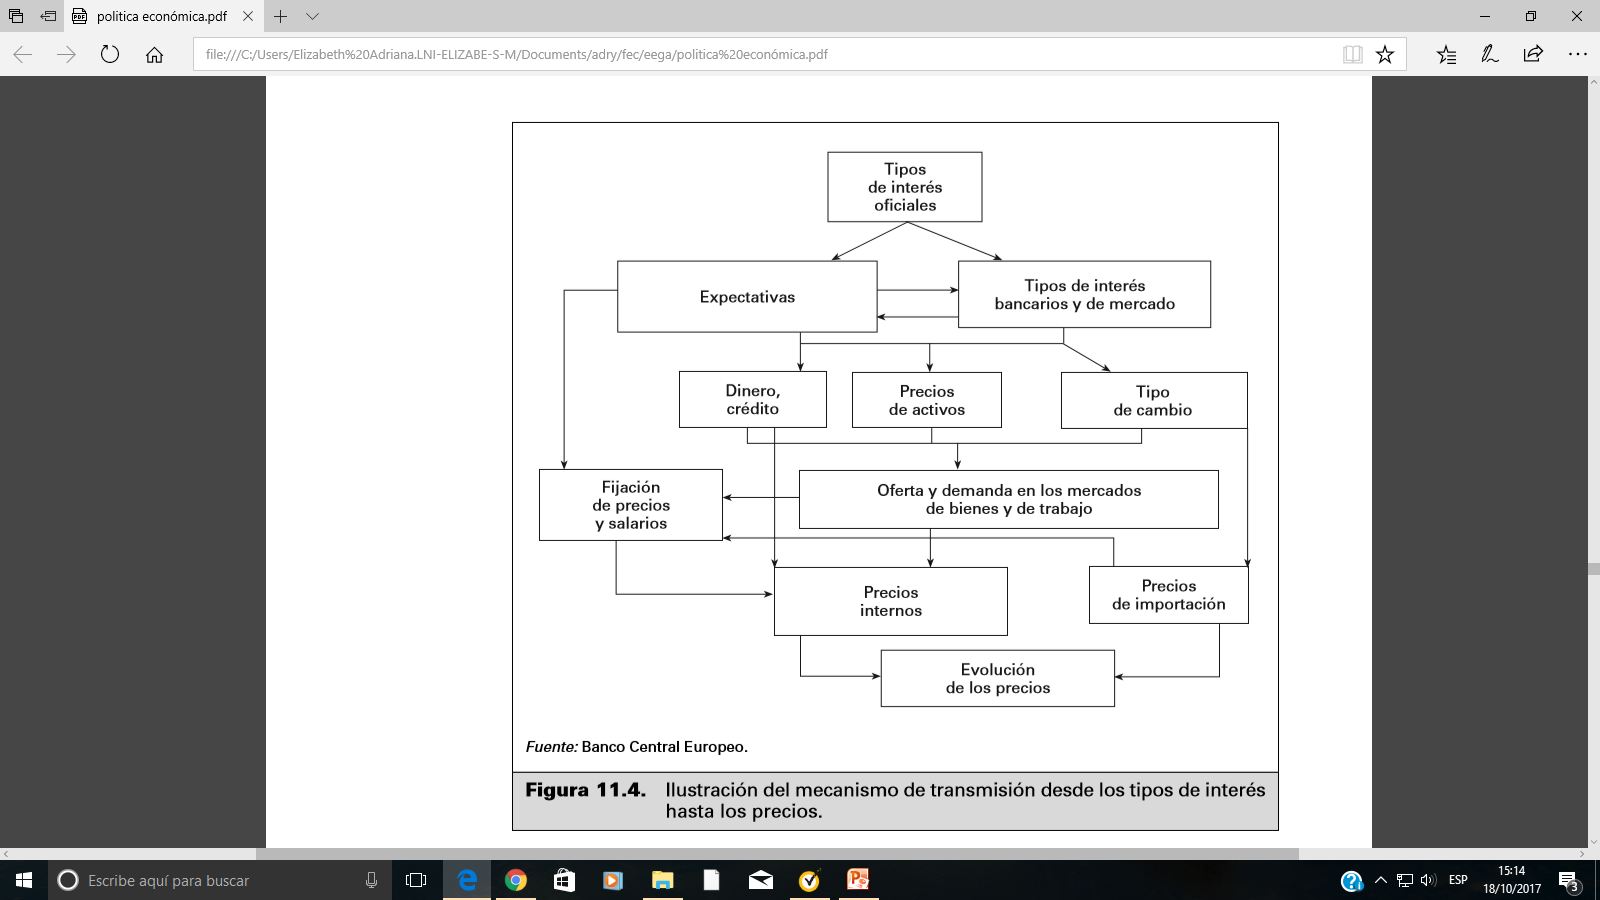 politica económica.pdf
file:///C:/Users/Elizabeth%20Adriana.LNI-ELIZABE-S-M/Documents/adry/fec/eega/politica%20económica.pdf
Tipos
de interés
oficiales
Expectativas
Tipos de interés
bancarios y de mercado
Dinero,
crédito
Precios
de activos
Tipo
de cambio
Fijación
de precios
y salarios
Oferta y demanda en los mercados
de bienes y de trabajo
Precios
internos
Precios
de importación
Evolución
de los precios
Fuente: Banco Central Europeo.
Figura 11.4. Ilustración del mecanismo de transmisión desde los tipos de interés
hasta los precios.
Escribe aquí para buscar
ESP
15:14
18/10/2017
3